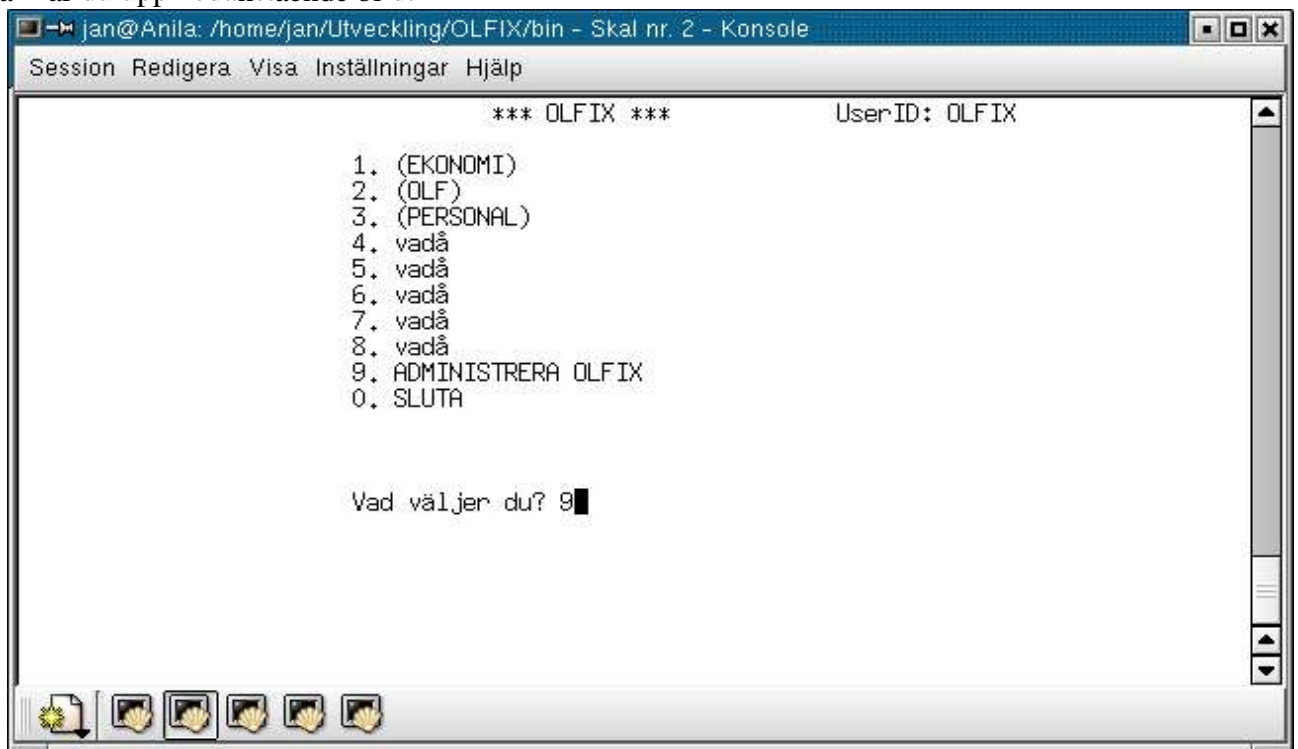 jan@Anila: /home/jan/Utveckling/OLFIX/bin - Skal nr. 2 - Konsole
Session Redigera Visa Inställningar Hjälp
*** OLFIX *** UserID: OLFIX
1. (EKONOMI)
2. (OLF)
3. (PERSONAL)
4. vadå
5. vadå
6. vadå
7. vadå
8. vadå
9. ADMINISTRERA OLFIX
0. SLUTA
Vad väljer du? 9